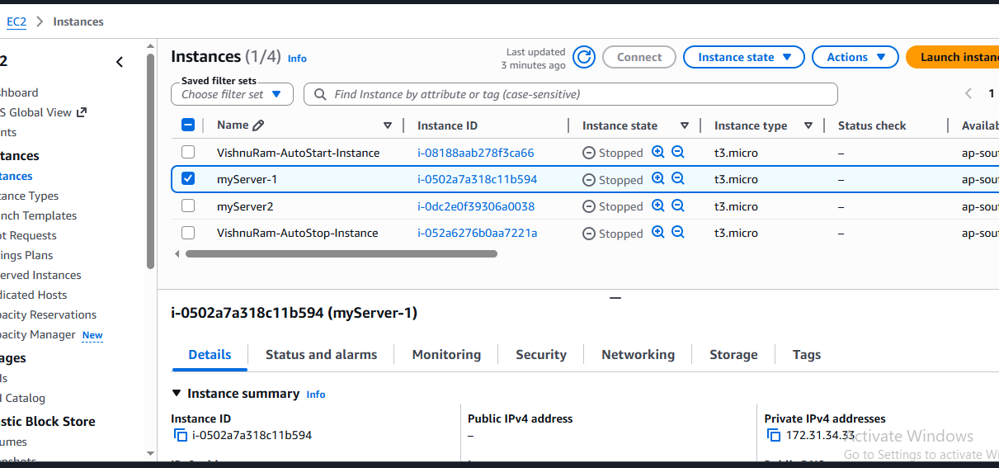 EC2 > Instances
2
hboard
S Global View
nts
tances
tances
tance Types
nch Templates
ot Requests
ings Plans
erved Instances
dicated Hosts
pacity Reservations
pacity Manager New
ages
Is
I Catalog
stic Block Store
umes
Instances (1/4) Info
Last updated
3 minutes ago
Connect
Instance state
Actions
Launch instan
Saved filter sets
Choose filter set
Find Instance by attribute or tag (case-sensitive)
1
Name Instance ID Instance state Instance type Status check Availab
VishnuRam-AutoStart-Instance i-08188aab278f3ca66 Stopped t3.micro – ap-sout
myServer-1 i-0502a7a318c11b594 Stopped t3.micro – ap-sout
myServer2 i-0dc2e0f39306a0038 Stopped t3.micro – ap-sout
VishnuRam-AutoStop-Instance i-052a6276b0aa7221a Stopped t3.micro – ap-sout
i-0502a7a318c11b594 (myServer-1)
Details Status and alarms Monitoring Security Networking Storage Tags
Instance summary Info
Instance ID
i-0502a7a318c11b594
Public IPv4 address
–
Private IPv4 addresses
172.31.34.33
Activate Windows
Go to Settings to activate Wi